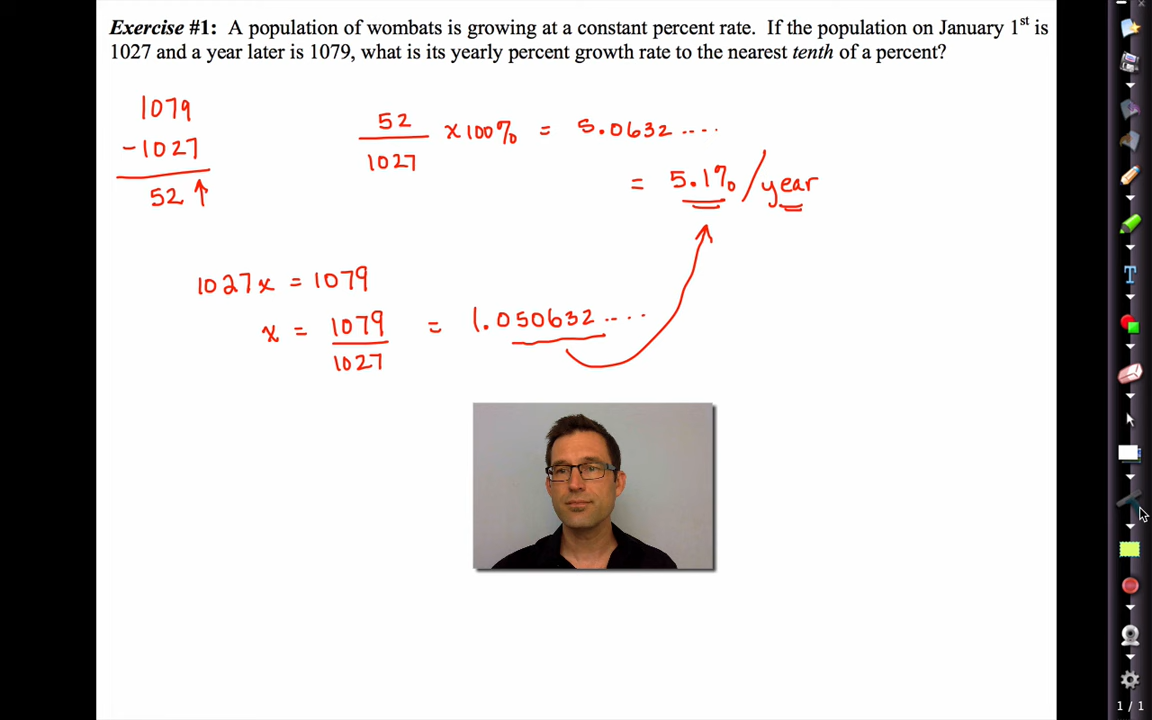 Exercise #1: A population of wombats is growing at a constant percent rate. If the population on January 1st is
1027 and a year later is 1079, what is its yearly percent growth rate to the nearest tenth of a percent?
1079
-1027
52 ↑
52
1027
x 100% = 5.0632 ....
= 5.1% / year
1027x = 1079
x = 1079
1027
= 1.050632 ....
T
1 / 1